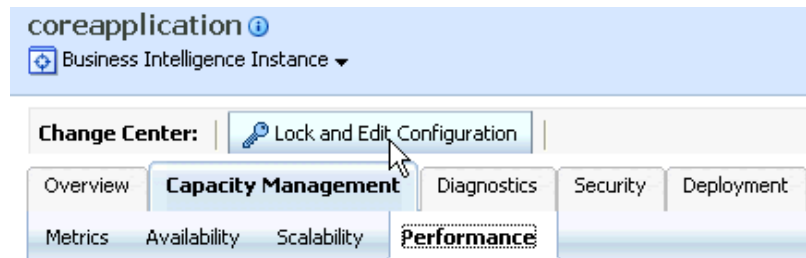 coreapplication
Business Intelligence Instance
Change Center: Lock and Edit Configuration
Overview Capacity Management Diagnostics Security Deployment
Metrics Availability Scalability Performance